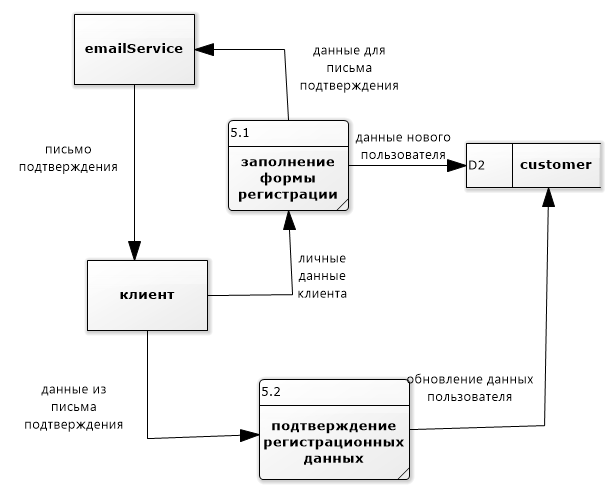 emailService
данные для
письма
подтверждения
письмо
подтверждения
5.1
заполнение
формы
регистрации
данные нового
пользователя
D2
customer
клиент
личные
данные
клиента
данные из
письма
подтверждения
5.2
подтверждение
регистрационных
данных
обновление данных
пользователя